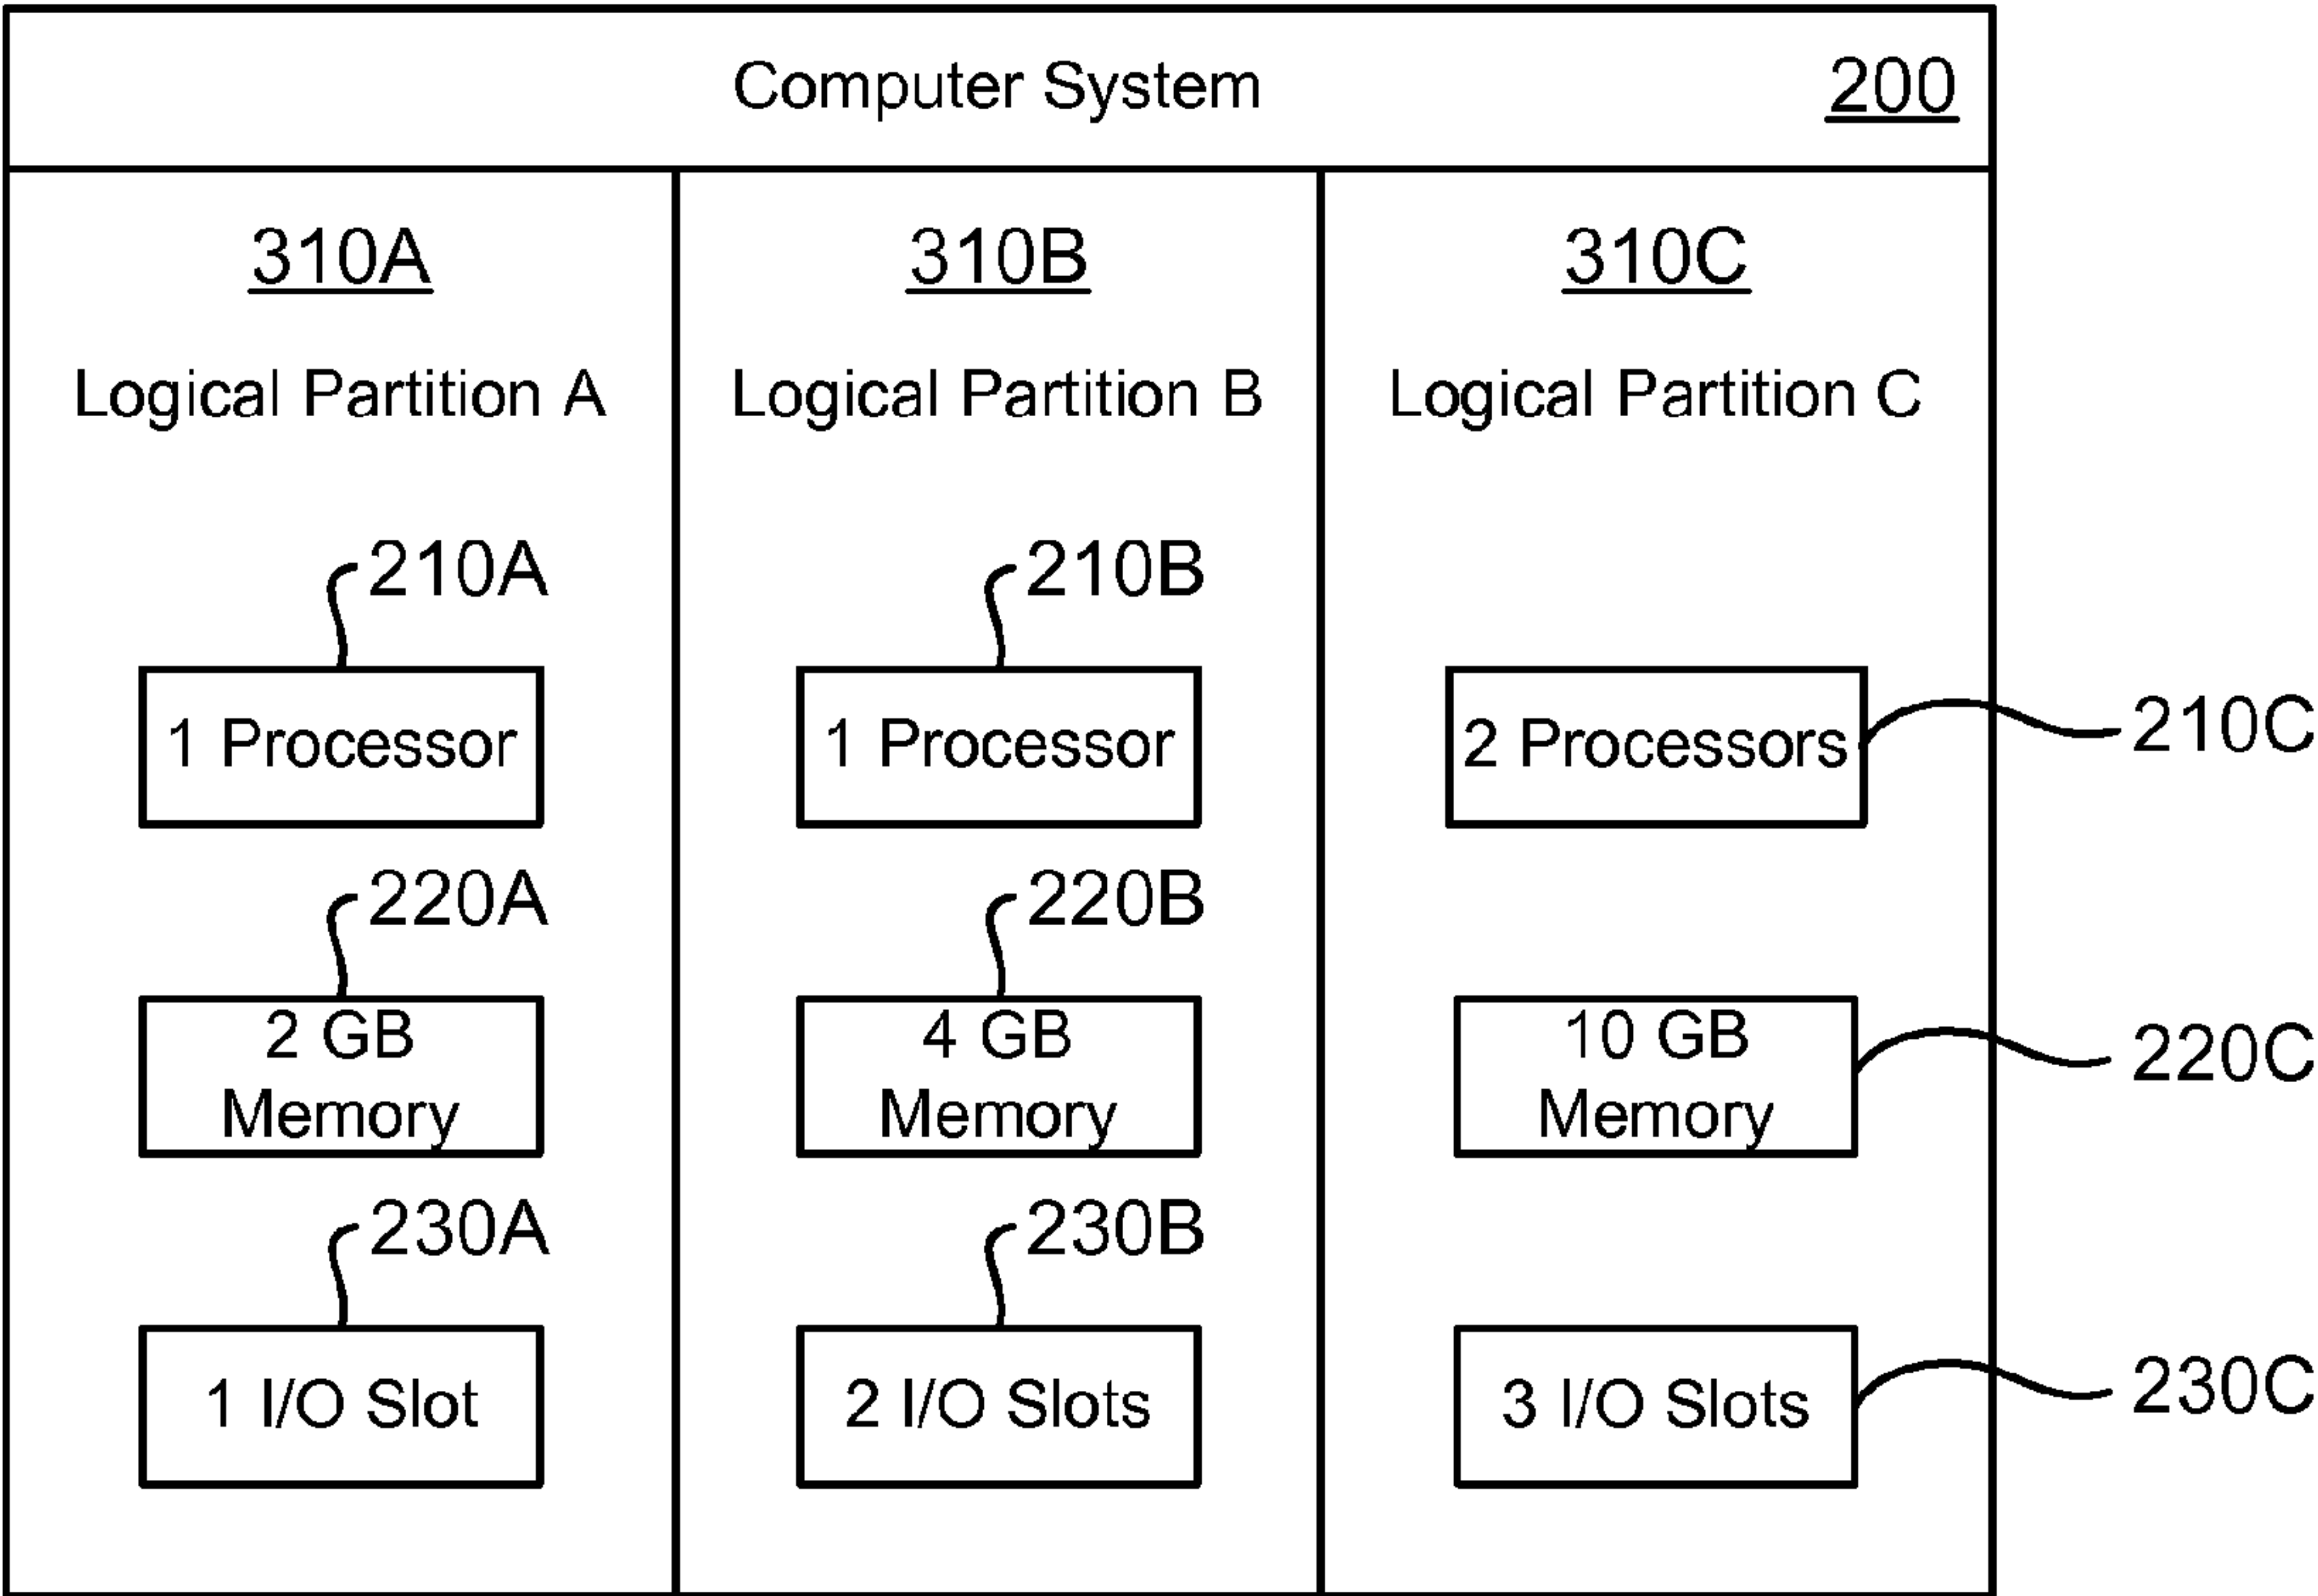 Computer System
200
310A
310B
310C
Logical Partition A
Logical Partition B
Logical Partition C
210A
210B
1 Processor
1 Processor
2 Processors
210C
220A
220B
2 GB
Memory
4 GB
Memory
10 GB
Memory
220C
230A
230B
1 I/O Slot
2 I/O Slots
3 I/O Slots
230C